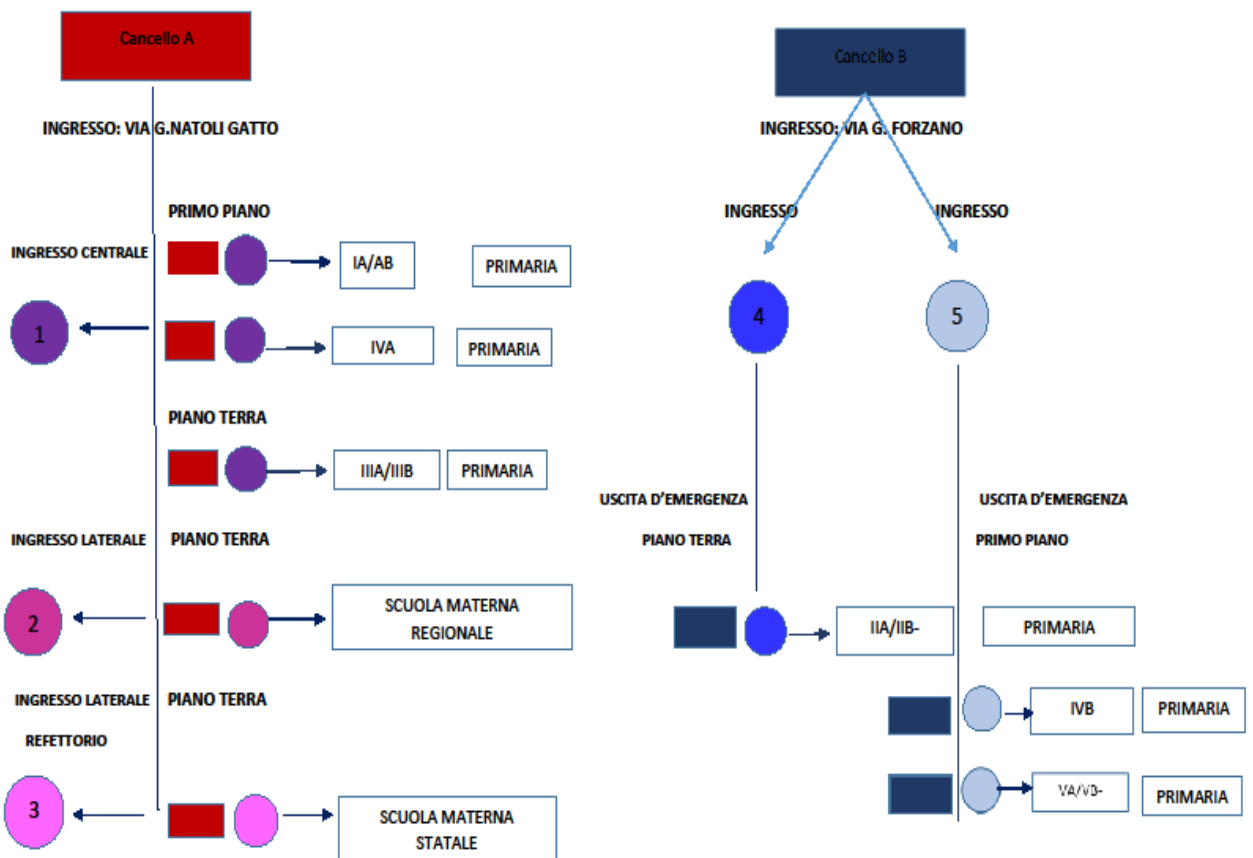 Cancello A
INGRESSO: VIA G.NATOLI GATTO
PRIMO PIANO
INGRESSO CENTRALE
IA/AB
PRIMARIA
1
IVA
PRIMARIA
PIANO TERRA
IIIA/IIIB
PRIMARIA
INGRESSO LATERALE
PIANO TERRA
2
SCUOLA MATERNA
REGIONALE
INGRESSO LATERALE
REFETTORIO
PIANO TERRA
3
SCUOLA MATERNA
STATALE
Cancello B
INGRESSO: VIA G. FORZANO
INGRESSO
INGRESSO
4
5
USCITA D’EMERGENZA
PIANO TERRA
USCITA D’EMERGENZA
PRIMO PIANO
IIA/IIB-
PRIMARIA
IVB
PRIMARIA
VA/VB-
PRIMARIA